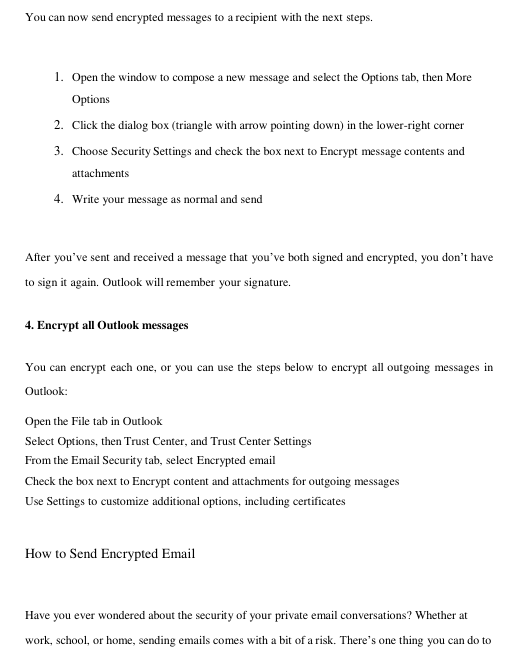 You can now send encrypted messages to a recipient with the next steps.
1. Open the window to compose a new message and select the Options tab, then More
Options
2. Click the dialog box (triangle with arrow pointing down) in the lower-right corner
3. Choose Security Settings and check the box next to Encrypt message contents and
attachments
4. Write your message as normal and send
After you've sent and received a message that you've both signed and encrypted, you don't have
to sign it again. Outlook will remember your signature.
4. Encrypt all Outlook messages
You can encrypt each one, or you can use the steps below to encrypt all outgoing messages in
Outlook:
Open the File tab in Outlook
Select Options, then Trust Center, and Trust Center Settings
From the Email Security tab, select Encrypted email
Check the box next to Encrypt content and attachments for outgoing messages
Use Settings to customize additional options, including certificates
How to Send Encrypted Email
Have you ever wondered about the security of your private email conversations? Whether at
work, school, or home, sending emails comes with a bit of a risk. There's one thing you can do to